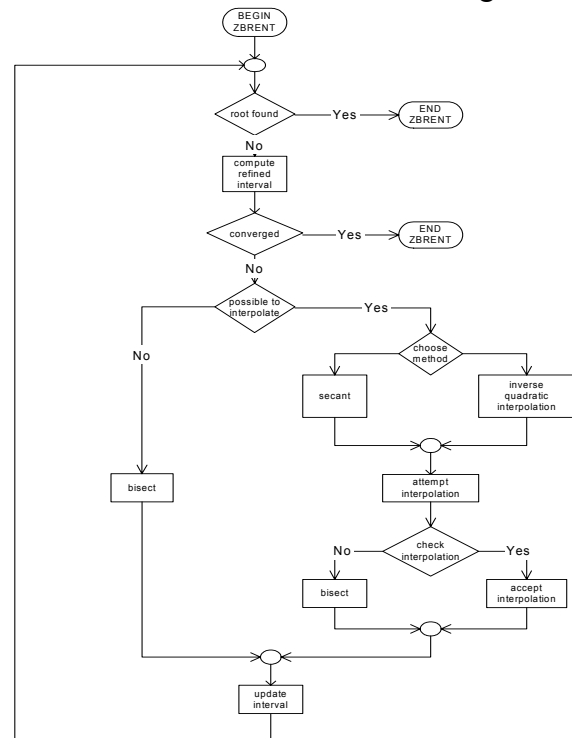 BEGIN
ZBRENT
root found
Yes
END
ZBRENT
No
compute
refined
interval
converged
Yes
END
ZBRENT
No
possible to
interpolate
Yes
No
choose
method
secant
inverse
quadratic
interpolation
bisect
attempt
interpolation
check
interpolation
No
Yes
bisect
accept
interpolation
update
interval